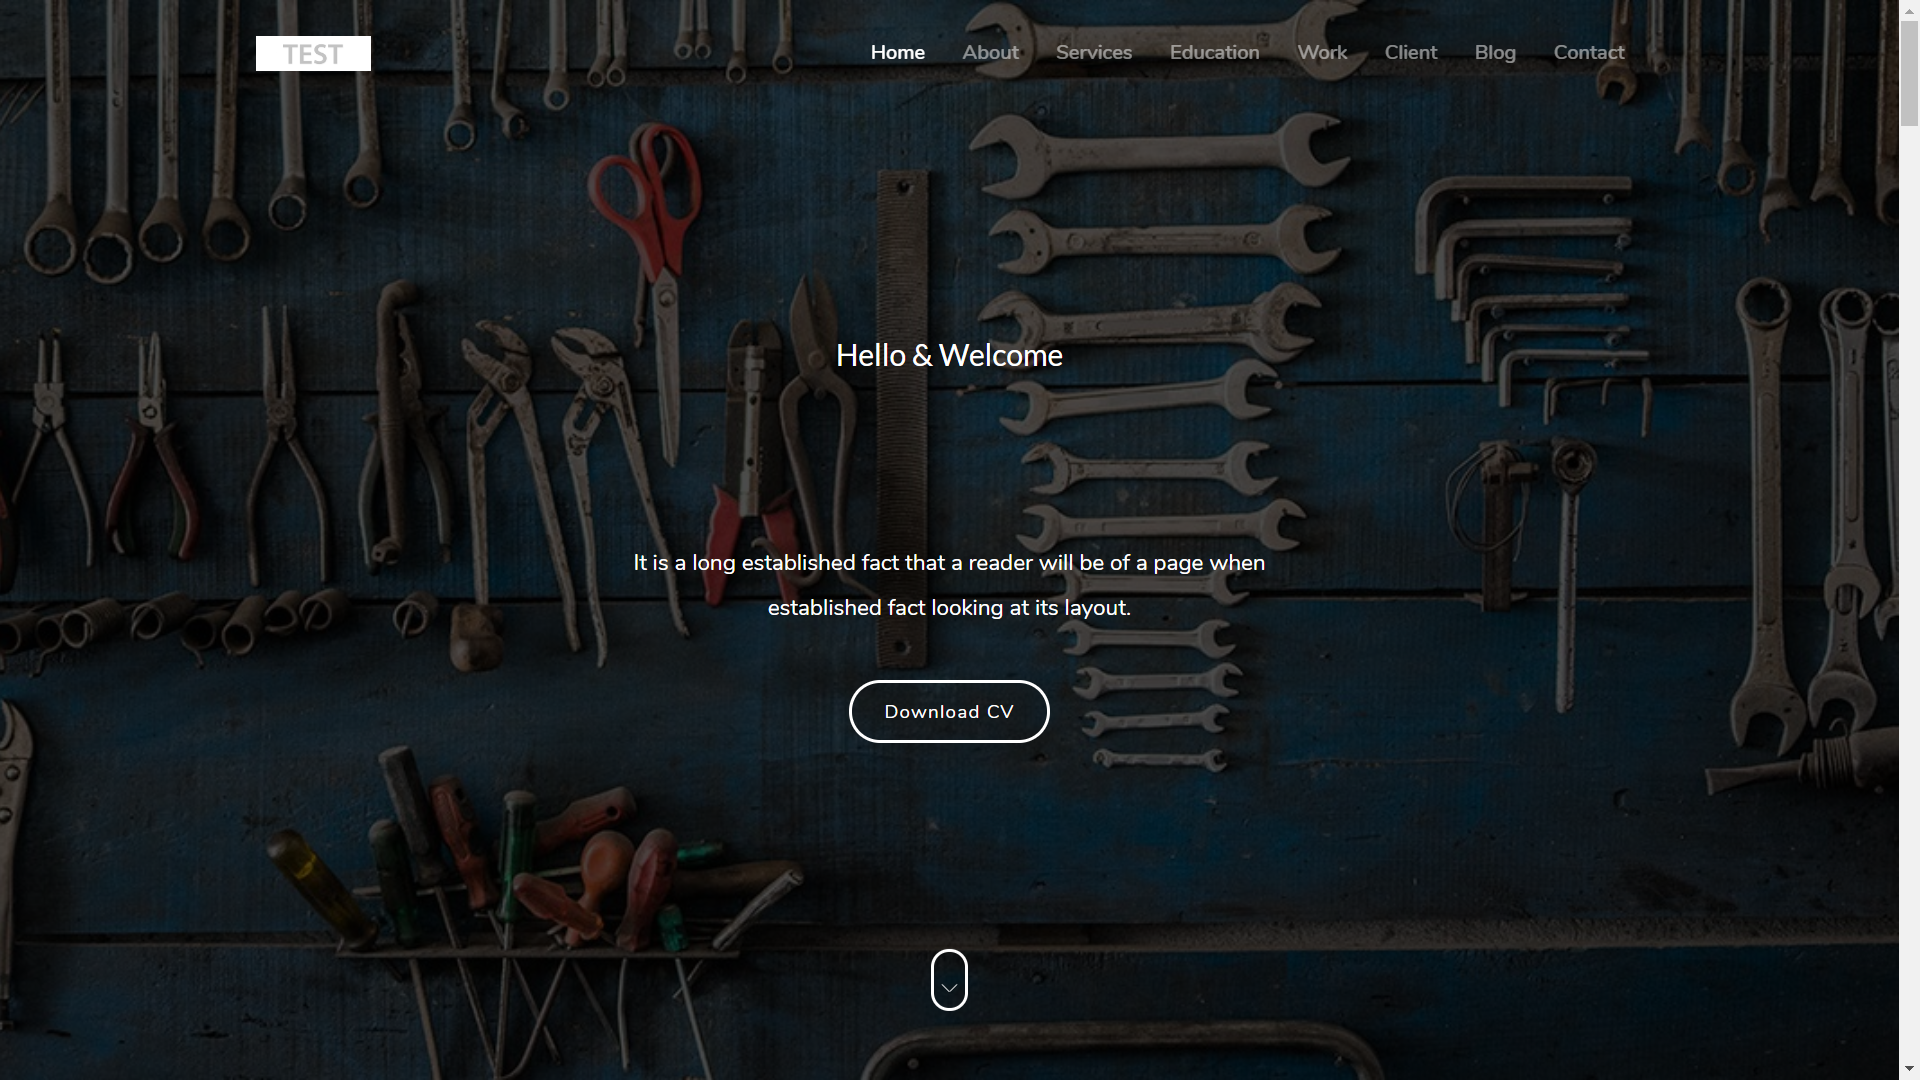 TEST
Home About Services Education Work Client Blog Contact
Hello & Welcome
It is a long established fact that a reader will be of a page when
established fact looking at its layout.
Download CV